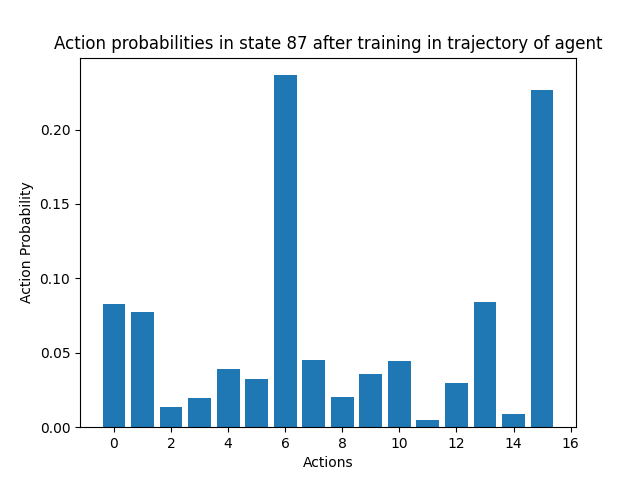 Action probabilities in state 87 after training in trajectory of agent
0.20
0.15
0.10
0.05
0.00
Action Probability
0 2 4 6 8 10 12 14 16
Actions